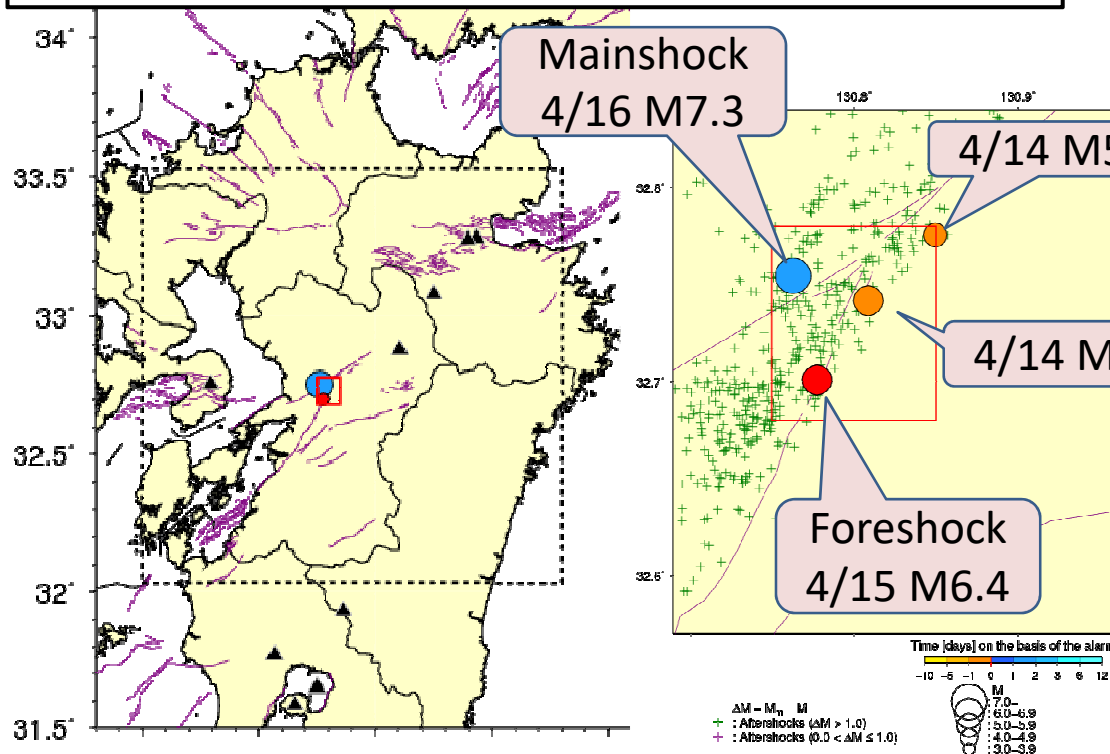 34°
33.5°
33°
32.5°
32°
31.5°
Mainshock
4/16 M7.3
130.8°
130.9°
4/14 M5
32.8°
32.7°
32.6°
4/14 M
Foreshock
4/15 M6.4
Time [days] on the basis of the alarm
−10 −5 −1 0 1 2 3 6 12
ΔM = Mm M
+ : Aftershocks (ΔM > 1.0)
+ : Aftershocks (0.0 < ΔM ≤ 1.0)
M
: 7.0–
: 6.0–6.9
: 5.0–5.9
: 4.0–4.9
: 3.0–3.9